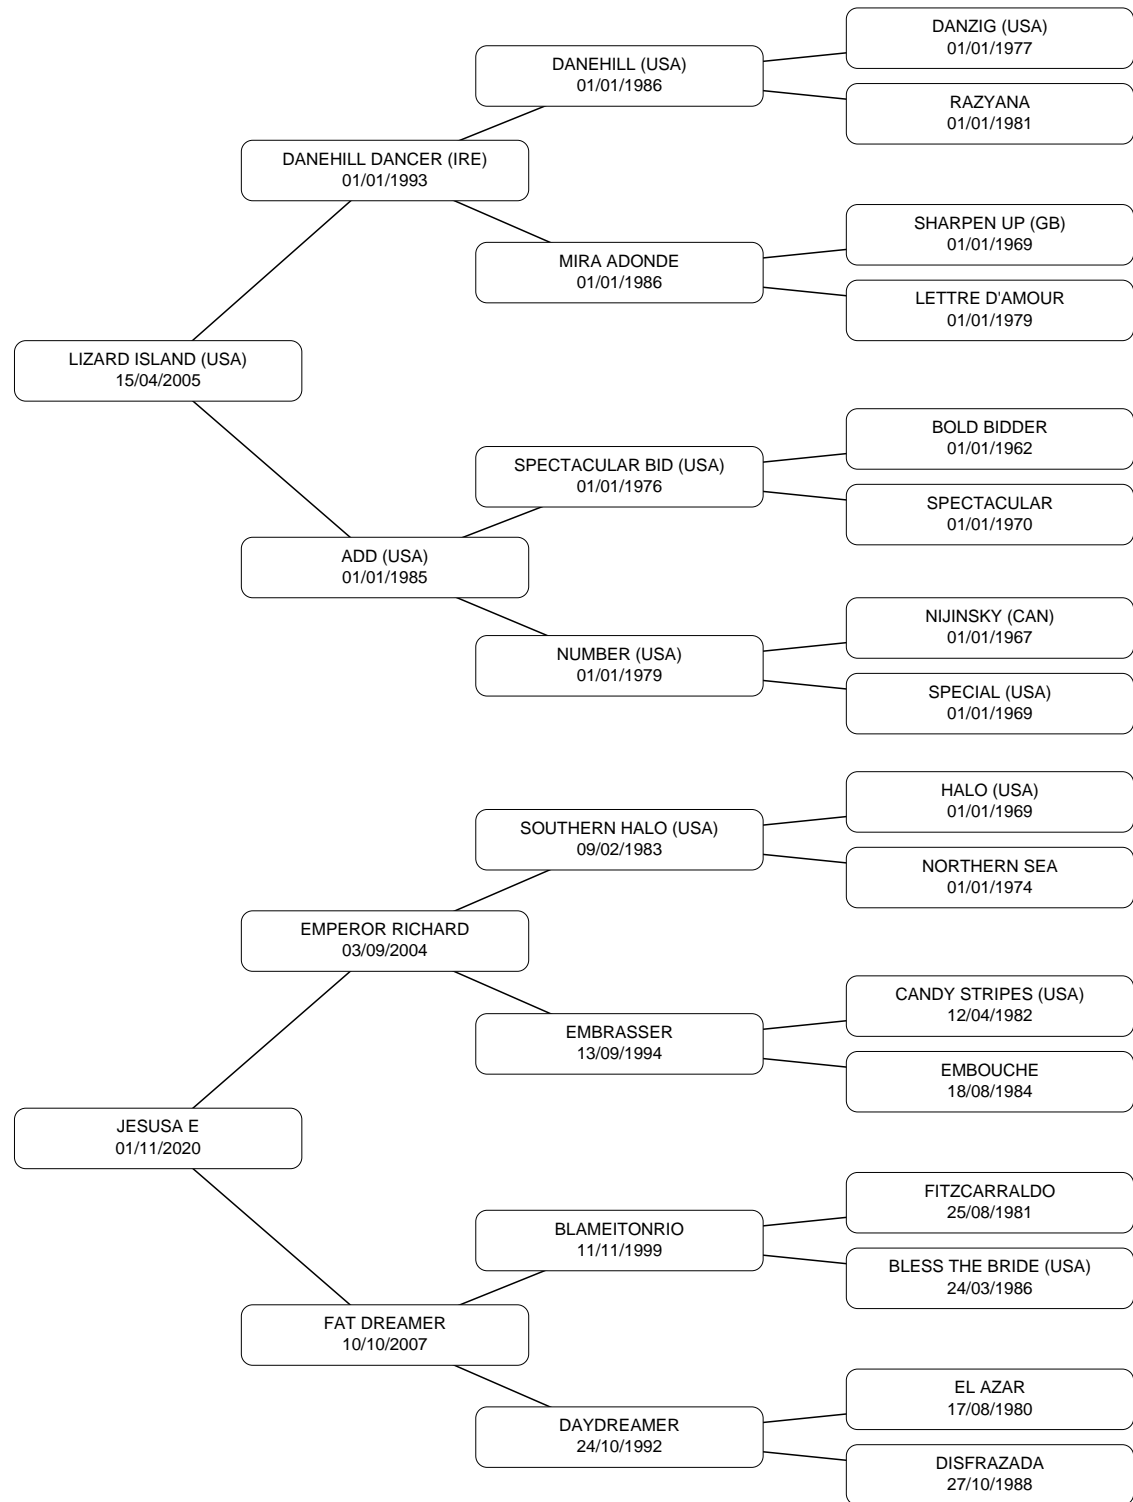 DANZIG (USA)
01/01/1977
DANEHILL (USA)
01/01/1986
RAZYANA
01/01/1981
DANEHILL DANCER (IRE)
01/01/1993
SHARPEN UP (GB)
01/01/1969
MIRA ADONDE
01/01/1986
LETTRE D'AMOUR
01/01/1979
LIZARD ISLAND (USA)
15/04/2005
BOLD BIDDER
01/01/1962
SPECTACULAR BID (USA)
01/01/1976
SPECTACULAR
01/01/1970
ADD (USA)
01/01/1985
NIJINSKY (CAN)
01/01/1967
NUMBER (USA)
01/01/1979
SPECIAL (USA)
01/01/1969
HALO (USA)
01/01/1969
SOUTHERN HALO (USA)
09/02/1983
NORTHERN SEA
01/01/1974
EMPEROR RICHARD
03/09/2004
CANDY STRIPES (USA)
12/04/1982
EMBRASSER
13/09/1994
EMBOUCHE
18/08/1984
JESUSA E
01/11/2020
FITZCARRALDO
25/08/1981
BLAMEITONRIO
11/11/1999
BLESS THE BRIDE (USA)
24/03/1986
FAT DREAMER
10/10/2007
EL AZAR
17/08/1980
DAYDREAMER
24/10/1992
DISFRAZADA
27/10/1988